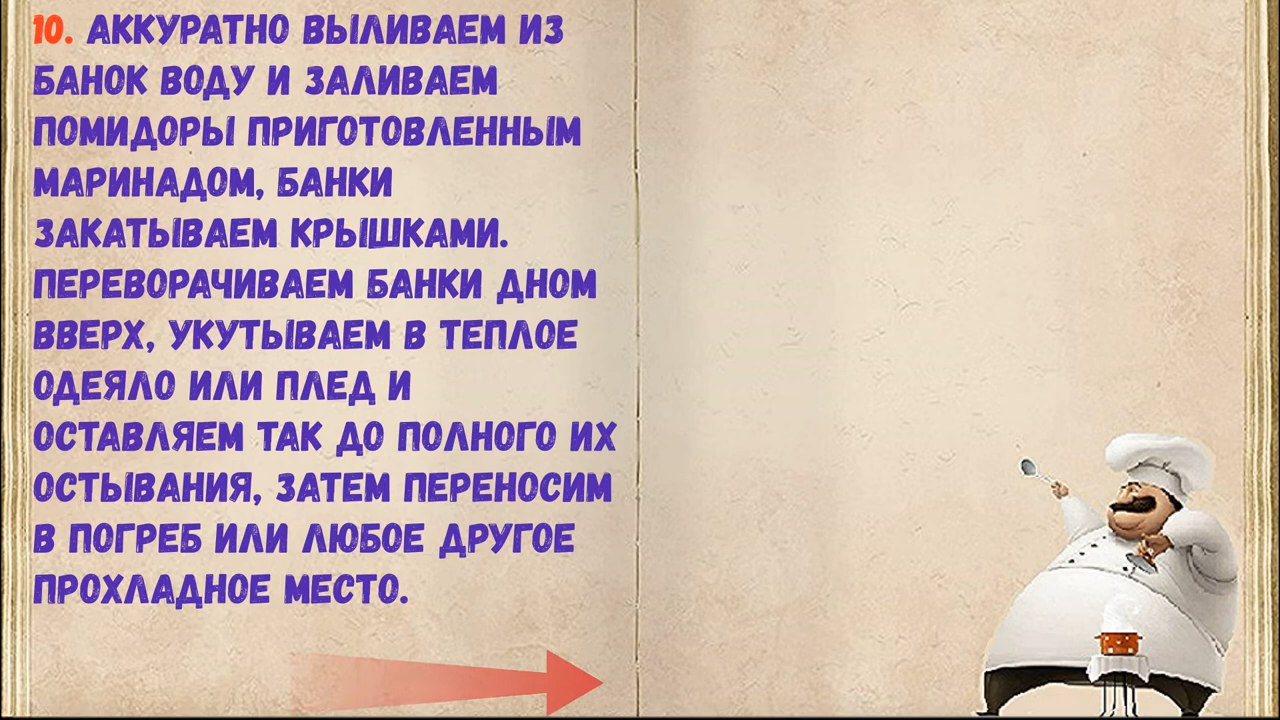 10. АККУРАТНО ВЫЛИВАЕМ ИЗ
БАНОК ВОДУ И ЗАЛИВАЕМ
ПОМИДОРЫ ПРИГОТОВЛЕННЫМ
МАРИНАДОМ, БАНКИ
ЗАКАТЫВАЕМ КРЫШКАМИ.
ПЕРЕВОРАЧИВАЕМ БАНКИ ДНОМ
ВВЕРХ, УКУТЫВАЕМ В ТЕПЛОЕ
ОДЕЯЛО ИЛИ ПЛЕД И
ОСТАВЛЯЕМ ТАК ДО ПОЛНОГО ИХ
ОСТЫВАНИЯ, ЗАТЕМ ПЕРЕНОСИМ
В ПОГРЕБ ИЛИ ЛЮБОЕ ДРУГОЕ
ПРОХЛАДНОЕ МЕСТО.